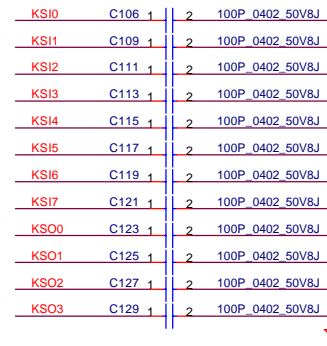 KSI0 C106 1 2 100P_0402_50V8J
KSI1 C109 1 2 100P_0402_50V8J
KSI2 C111 1 2 100P_0402_50V8J
KSI3 C113 1 2 100P_0402_50V8J
KSI4 C115 1 2 100P_0402_50V8J
KSI5 C117 1 2 100P_0402_50V8J
KSI6 C119 1 2 100P_0402_50V8J
KSI7 C121 1 2 100P_0402_50V8J
KSO0 C123 1 2 100P_0402_50V8J
KSO1 C125 1 2 100P_0402_50V8J
KSO2 C127 1 2 100P_0402_50V8J
KSO3 C129 1 2 100P_0402_50V8J